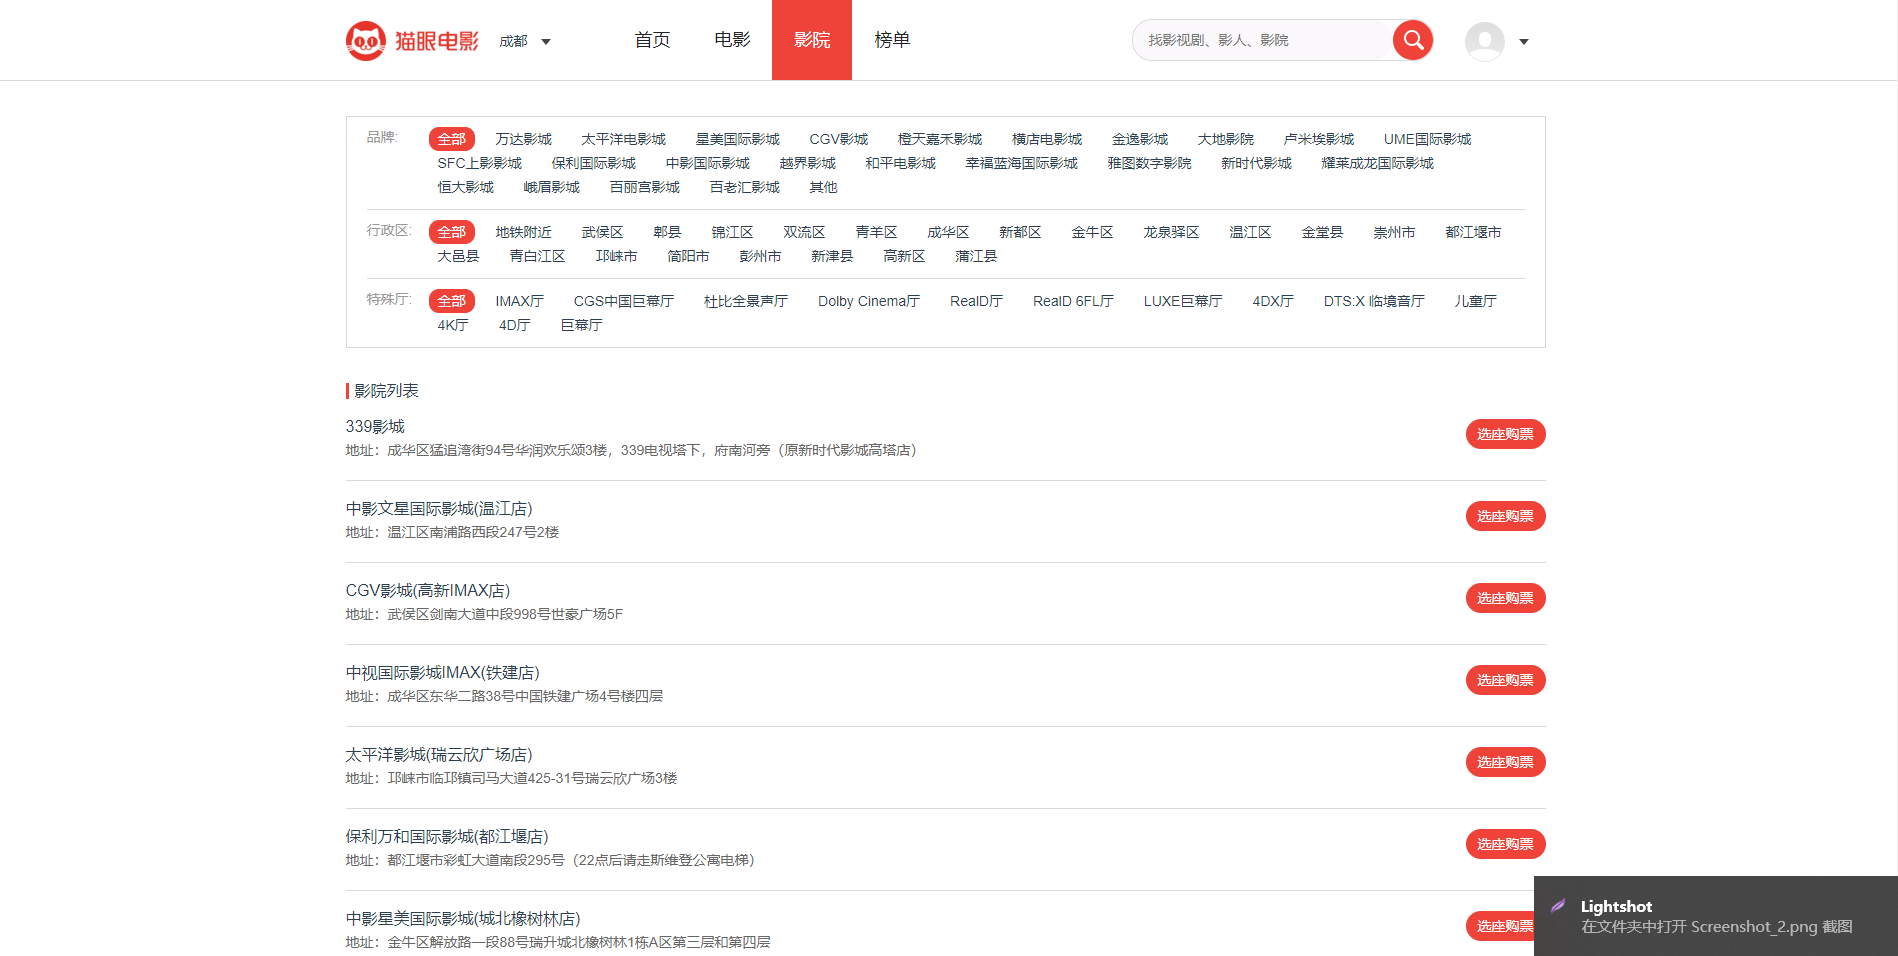 猫眼电影 成都 首页 电影 影院 榜单 找影视剧、影人、影院
品牌: 全部 万达影城 太平洋电影城 星美国际影城 CGV影城 橙天嘉禾影城 横店电影城 金逸影城 大地影院 卢米埃影城 UME国际影城
SFC上影影城 保利国际影城 中影国际影城 越界影城 和平电影城 幸福蓝海国际影城 雅图数字影院 新时代影城 耀莱成龙国际影城
恒大影城 峨眉影城 百丽宫影城 百老汇影城 其他
行政区: 全部 地铁附近 武侯区 郫县 锦江区 双流区 青羊区 成华区 新都区 金牛区 龙泉驿区 温江区 金堂县 崇州市 都江堰市
大邑县 青白江区 邛崃市 简阳市 彭州市 新津县 高新区 蒲江县
特殊厅: 全部 IMAX厅 CGS中国巨幕厅 杜比全景声厅 Dolby Cinema厅 RealD厅 RealD 6FL厅 LUXE巨幕厅 4DX厅 DTS:X 临境音厅 儿童厅
4K厅 4D厅 巨幕厅
影院列表
339影城
地址：成华区猛追湾街94号华润欢乐颂3楼，339电视塔下，府南河旁（原新时代影城高塔店）
选座购票
中影文星国际影城(温江店)
地址：温江区南浦路西段247号2楼
选座购票
CGV影城(高新IMAX店)
地址：武侯区剑南大道中段998号世豪广场5F
选座购票
中视国际影城IMAX(铁建店)
地址：成华区东华二路38号中国铁建广场4号楼四层
选座购票
太平洋影城(瑞云欣广场店)
地址：邛崃市临邛镇司马大道425-31号瑞云欣广场3楼
选座购票
保利万和国际影城(都江堰店)
地址：都江堰市彩虹大道南段295号（22点后请走斯维登公寓电梯）
选座购票
中影星美国际影城(城北橡树林店)
地址：金牛区解放路一段88号瑞升城北橡树林1栋A区第三层和第四层
选座购票
Lightshot
在文件夹中打开 Screenshot_2.png 截图